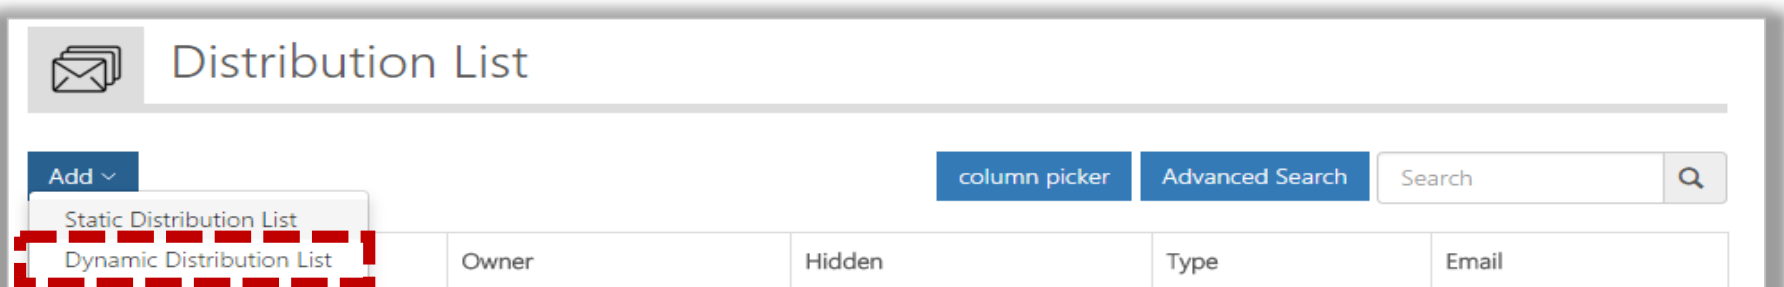 Distribution List
Add
column picker
Advanced Search
Search
Static Distribution List
Dynamic Distribution List
Owner
Hidden
Type
Email